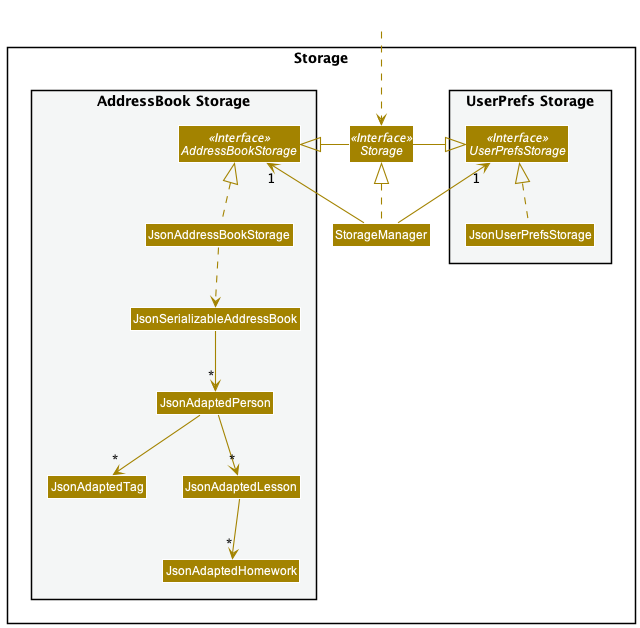 Storage
AddressBook Storage
UserPrefs Storage
«Interface»
AddressBookStorage
«Interface»
Storage
«Interface»
UserPrefsStorage
1
1
JsonAddressBookStorage
StorageManager
JsonUserPrefsStorage
JsonSerializableAddressBook
*
JsonAdaptedPerson
*
*
JsonAdaptedTag
JsonAdaptedLesson
*
JsonAdaptedHomework